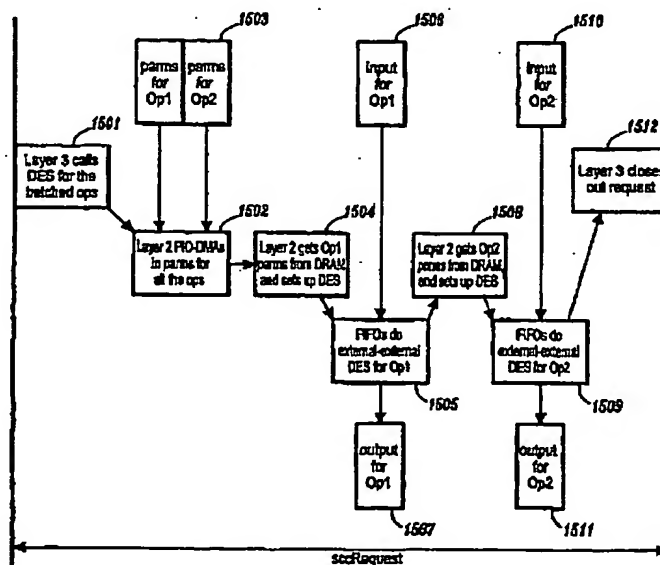 1503
parms
for
Op1
parms
for
Op2
1506
Input
for
Op1
1510
Input
for
Op2
1501
Layer 3 calls
DES for the
batched ops
1512
Layer 3 closes
out request
1502
Layer 2 PIO-DMAs
in parms for
all the ops
1504
Layer 2 gets Op1
parms from DRAM,
and sets up DES
1508
Layer 2 gets Op2
parms from DRAM,
and sets up DES
FIFOs do
external-external
DES for Op1
1505
FIFOs do
external-external
DES for Op2
1509
output
for
Op1
1507
output
for
Op2
1511
sccRequest